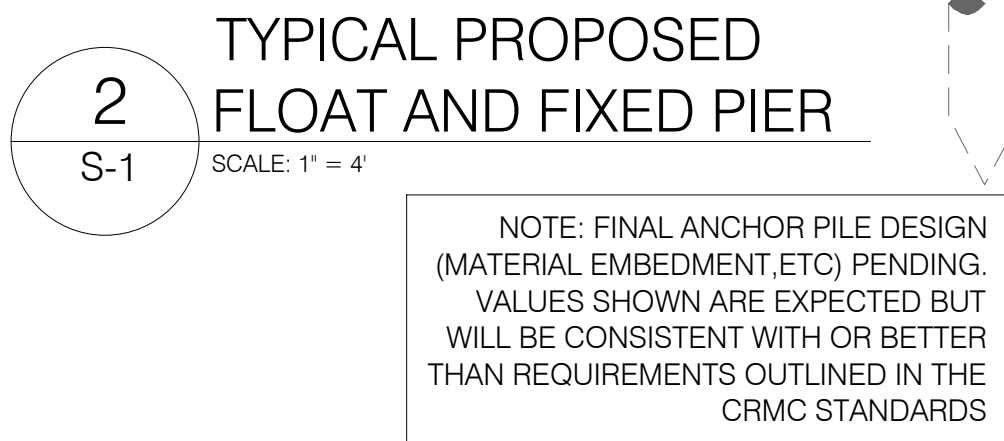 TYPICAL PROPOSED
FLOAT AND FIXED PIER
2
S-1
SCALE: 1" = 4'
NOTE: FINAL ANCHOR PILE DESIGN
(MATERIAL EMBEDMENT,ETC) PENDING.
VALUES SHOWN ARE EXPECTED BUT
WILL BE CONSISTENT WITH OR BETTER
THAN REQUIREMENTS OUTLINED IN THE
CRMC STANDARDS